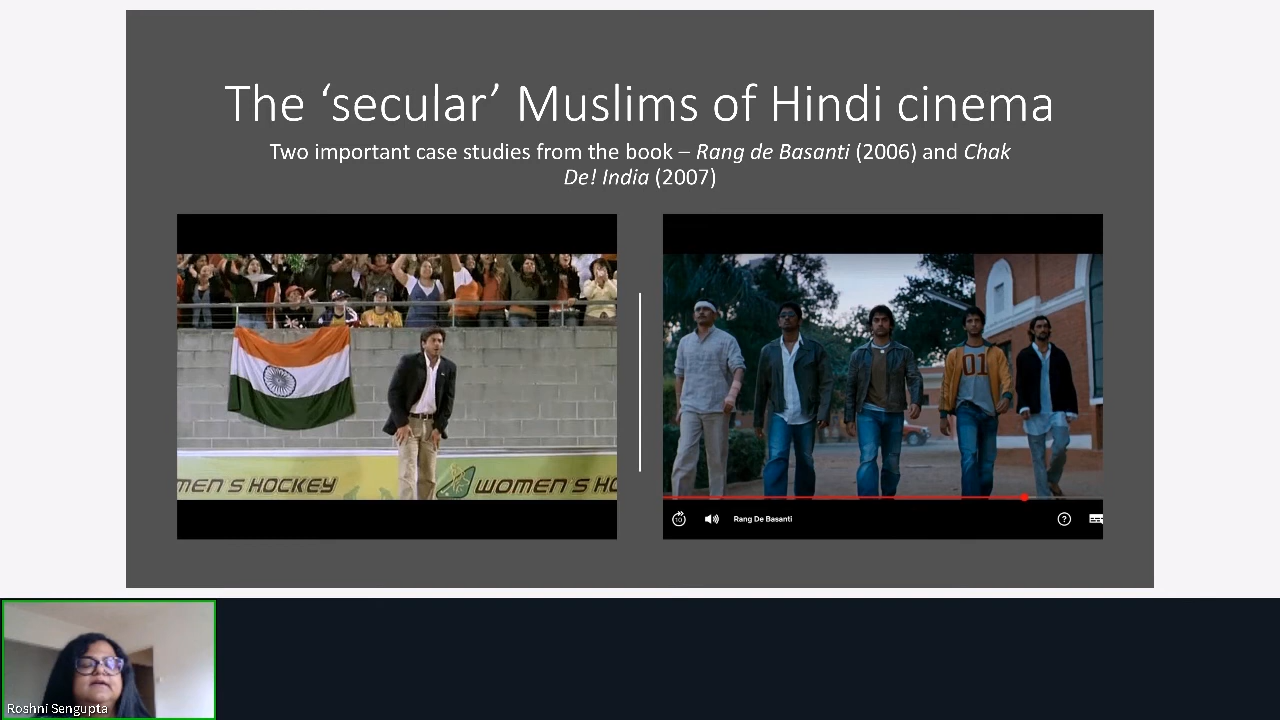 The ‘secular’ Muslims of Hindi cinema
Two important case studies from the book – Rang de Basanti (2006) and Chak
De! India (2007)
MEN S HOCKEY
WOMEN S HO
01
10
Rang De Basanti
?
Roshni Sengupta